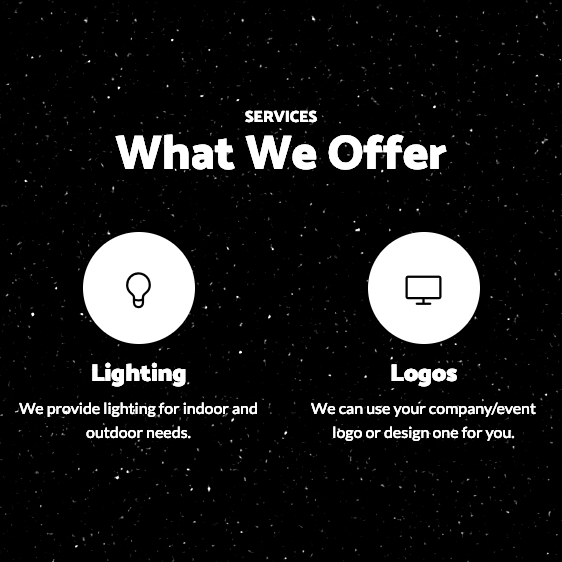 SERVICES
What We Offer
Lighting
We provide lighting for indoor and
outdoor needs.
Logos
We can use your company/event
logo or design one for you.